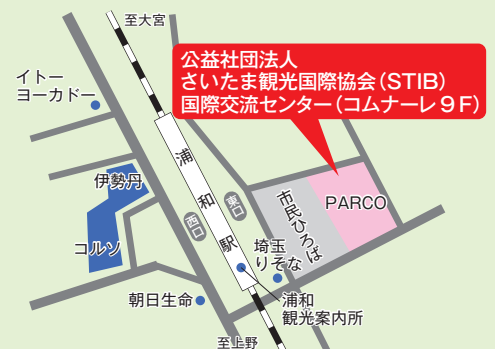 至大宮
公益社団法人
さいたま観光国際協会(STIB)
国際交流センター(コムナーレ9F)
イトー
ヨーカドー
浦和駅
伊勢丹
東口
西口
市民ひろば
PARCO
コルソ
埼玉
りそな
朝日生命
浦和
観光案内所
至上野